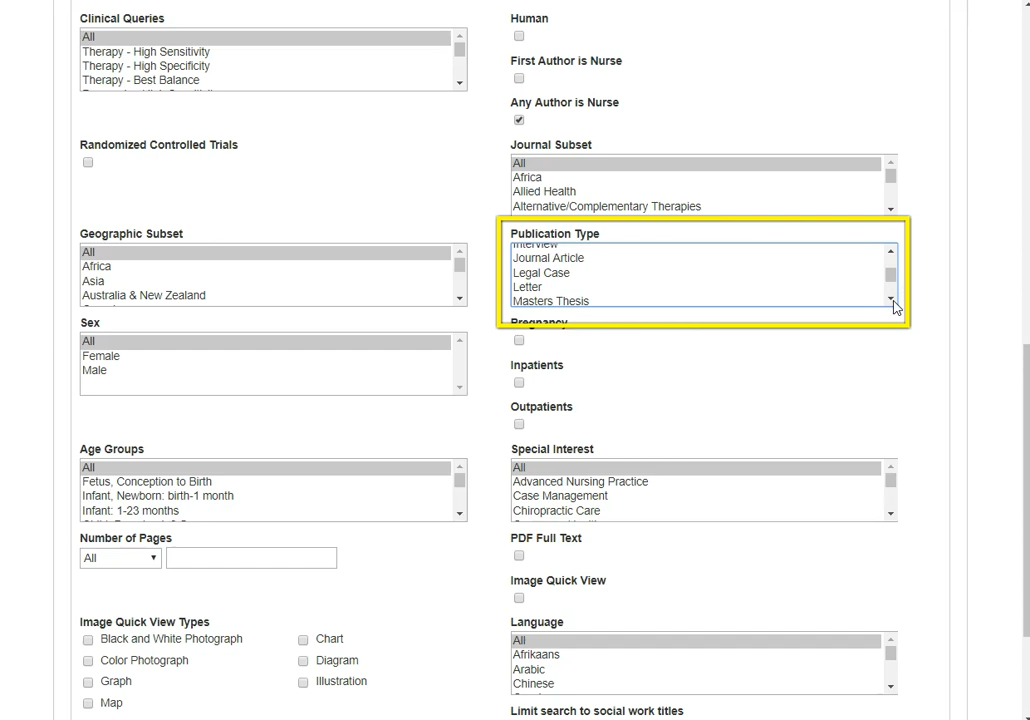 Clinical Queries
All
Therapy - High Sensitivity
Therapy - High Specificity
Therapy - Best Balance
Human
First Author is Nurse
Any Author is Nurse
Randomized Controlled Trials
Journal Subset
All
Africa
Allied Health
Alternative/Complementary Therapies
Geographic Subset
All
Africa
Asia
Australia & New Zealand
Publication Type
Interview
Journal Article
Legal Case
Letter
Masters Thesis
Sex
All
Female
Male
Pregnancy
Inpatients
Outpatients
Age Groups
All
Fetus, Conception to Birth
Infant, Newborn: birth-1 month
Infant: 1-23 months
Special Interest
All
Advanced Nursing Practice
Case Management
Chiropractic Care
Number of Pages
All
PDF Full Text
Image Quick View
Image Quick View Types
Black and White Photograph
Chart
Color Photograph
Diagram
Graph
Illustration
Map
Language
All
Afrikaans
Arabic
Chinese
Limit search to social work titles